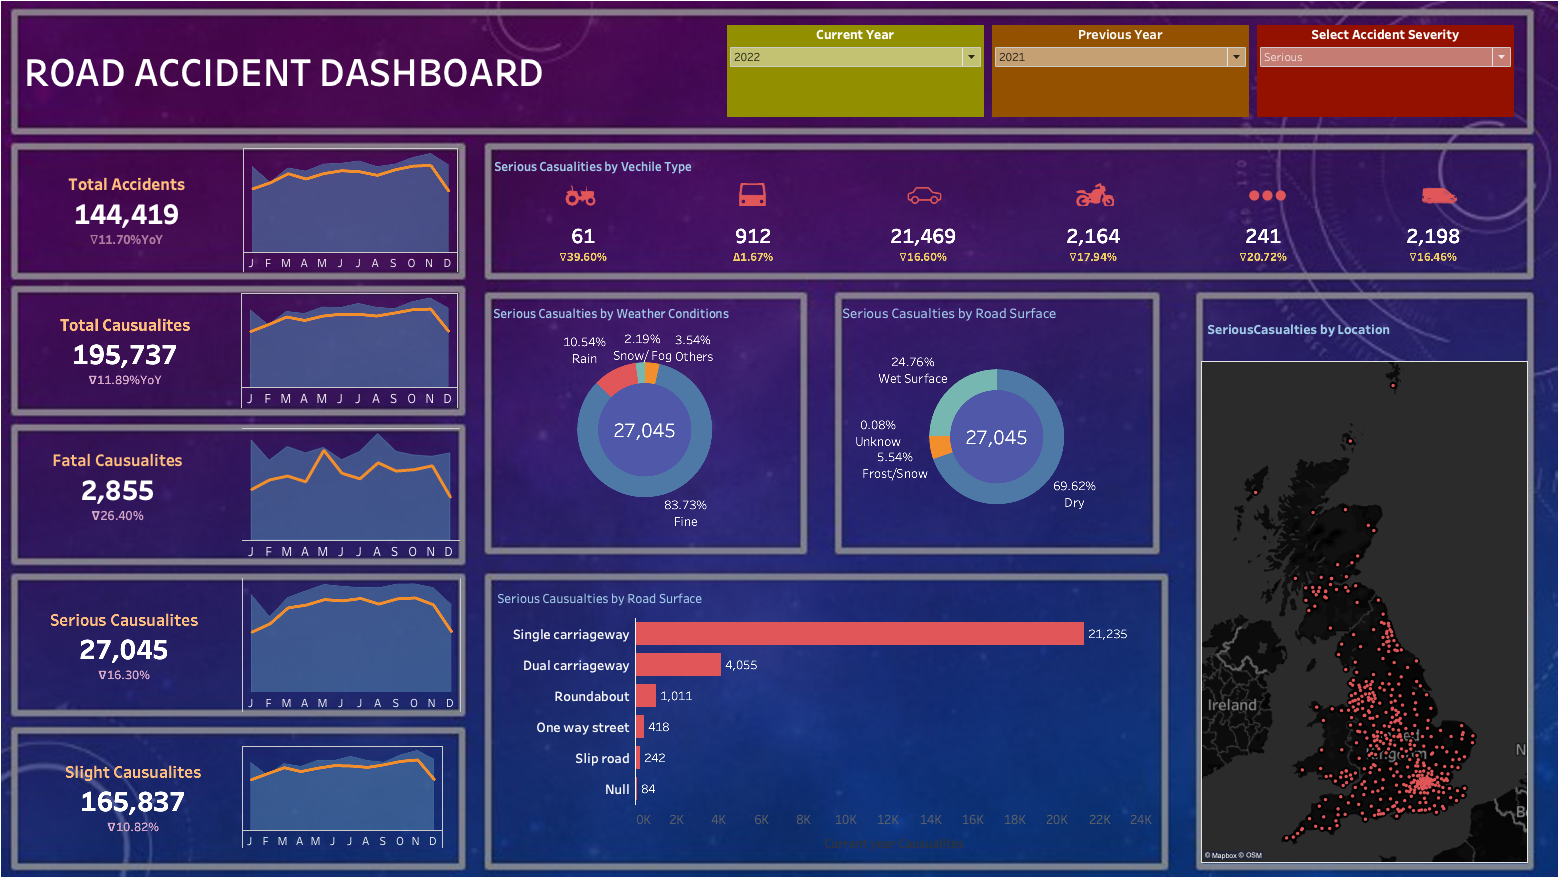 ROAD ACCIDENT DASHBOARD
Current Year
2022
Previous Year
2021
Select Accident Severity
Serious
Total Accidents
144,419
∇11.70%YoY
J F M A M J J A S O N D
Total Causualites
195,737
∇11.89%YoY
J F M A M J J A S O N D
Fatal Causualites
2,855
∇26.40%
J F M A M J J A S O N D
Serious Causualites
27,045
∇16.30%
J F M A M J J A S O N D
Slight Causualites
165,837
∇10.82%
J F M A M J J A S O N D
Serious Casualities by Vechile Type
61 912 21,469 2,164 241 2,198
∇39.60% Δ1.67% ∇16.60% ∇17.94% ∇20.72% ∇16.46%
Serious Casualties by Weather Conditions
10.54%
Rain
2.19%
Snow/ Fog
3.54%
Others
27,045
83.73%
Fine
Serious Casualties by Road Surface
24.76%
Wet Surface
0.08%
Unknow
5.54%
Frost/Snow
27,045
69.62%
Dry
Serious Causualties by Road Surface
Single carriageway 21,235
Dual carriageway 4,055
Roundabout 1,011
One way street 418
Slip road 242
Null 84
0K 2K 4K 6K 8K 10K 12K 14K 16K 18K 20K 22K 24K
SeriousCasualties by Location
Ireland
N
B
© Mapbox © OSM